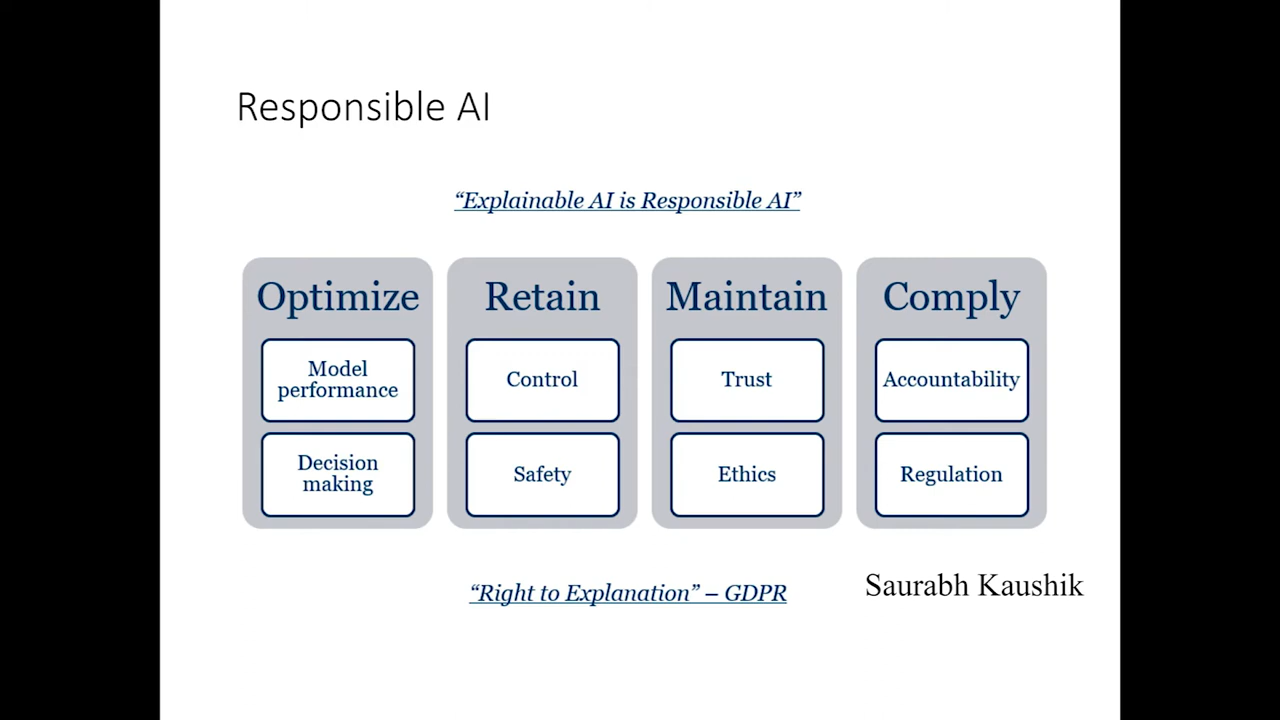 Responsible AI
“Explainable AI is Responsible AI”
Optimize
Model
performance
Decision
making
Retain
Control
Safety
Maintain
Trust
Ethics
Comply
Accountability
Regulation
“Right to Explanation” – GDPR
Saurabh Kaushik